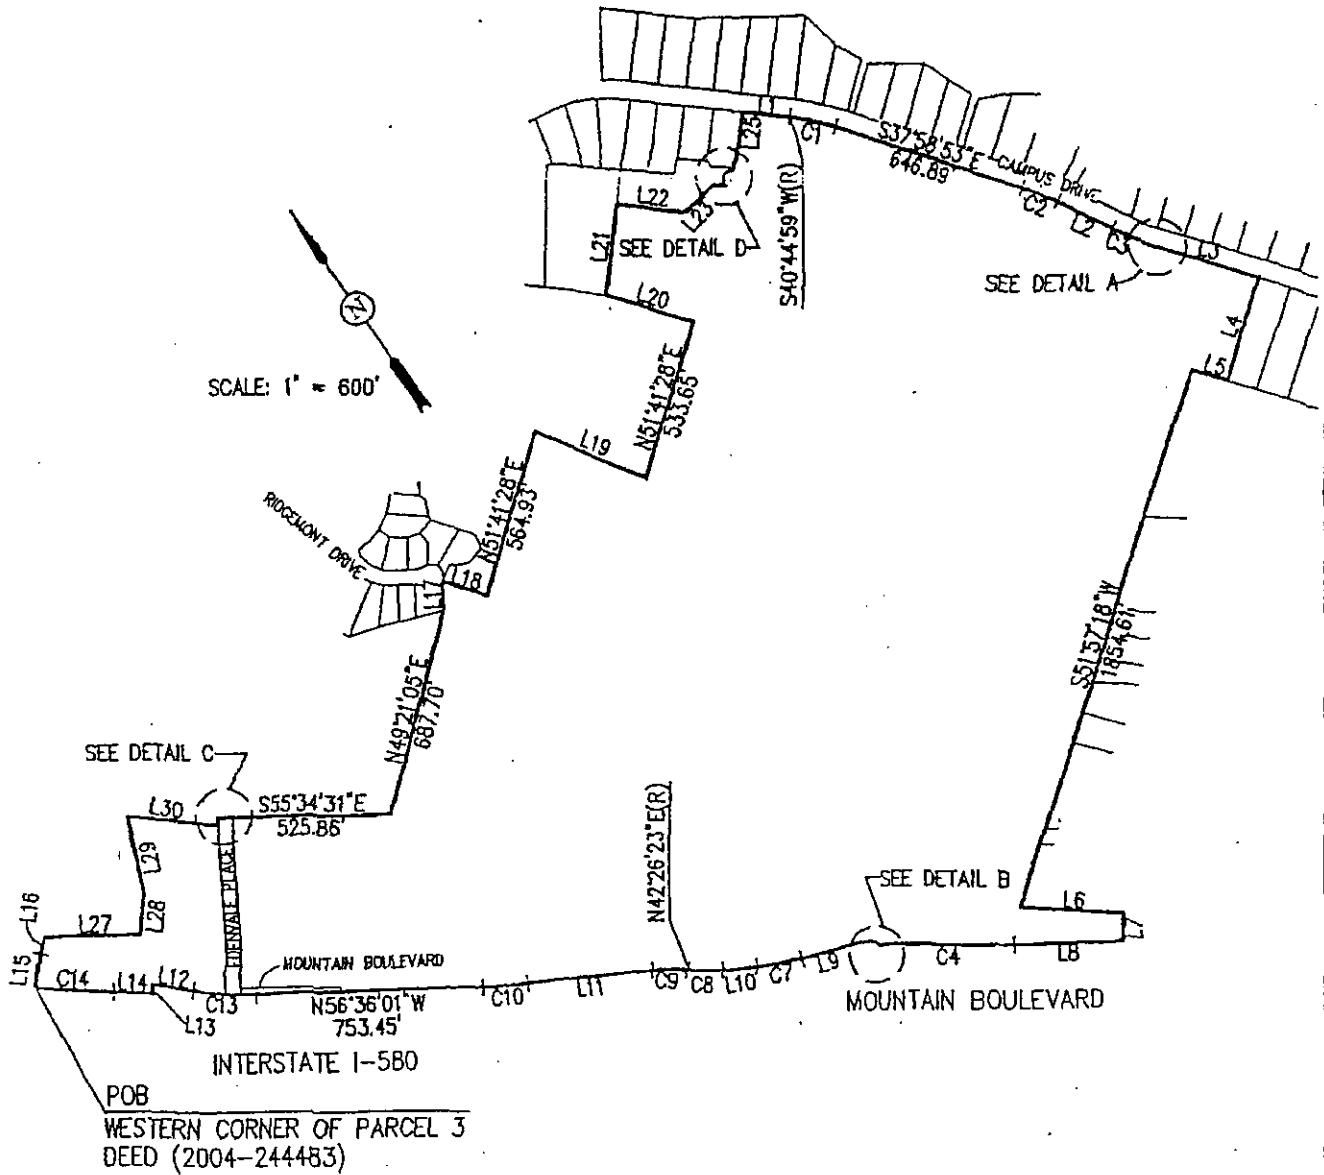 L1
C1
L25
S37°58'53"E
646.89'
CAMPUS DRIVE
C2
L2
C3
L3
L22
L23
SEE DETAIL D
L21
S40°44'59"W(R)
SEE DETAIL A
L20
L4
L5
N
SCALE: 1" = 600'
N51°41'28"E
533.65'
L19
N51°41'28"E
564.93'
RIDGEMONT DRIVE
L18
L17
S51°57'18"W
1854.61'
N49°21'05"E
687.70'
SEE DETAIL C
L30
S55°34'31"E
525.86'
L29
N42°26'23"E(R)
SEE DETAIL B
L6
L16
L27
L28
L7
L15
C14
L14
L12
C13
MOUNTAIN BOULEVARD
N56°36'01"W
753.45'
C10
L11
C9
C8
L10
C7
L9
C4
L8
L13
MOUNTAIN BOULEVARD
INTERSTATE I-580
POB
WESTERN CORNER OF PARCEL 3
DEED (2004-244483)